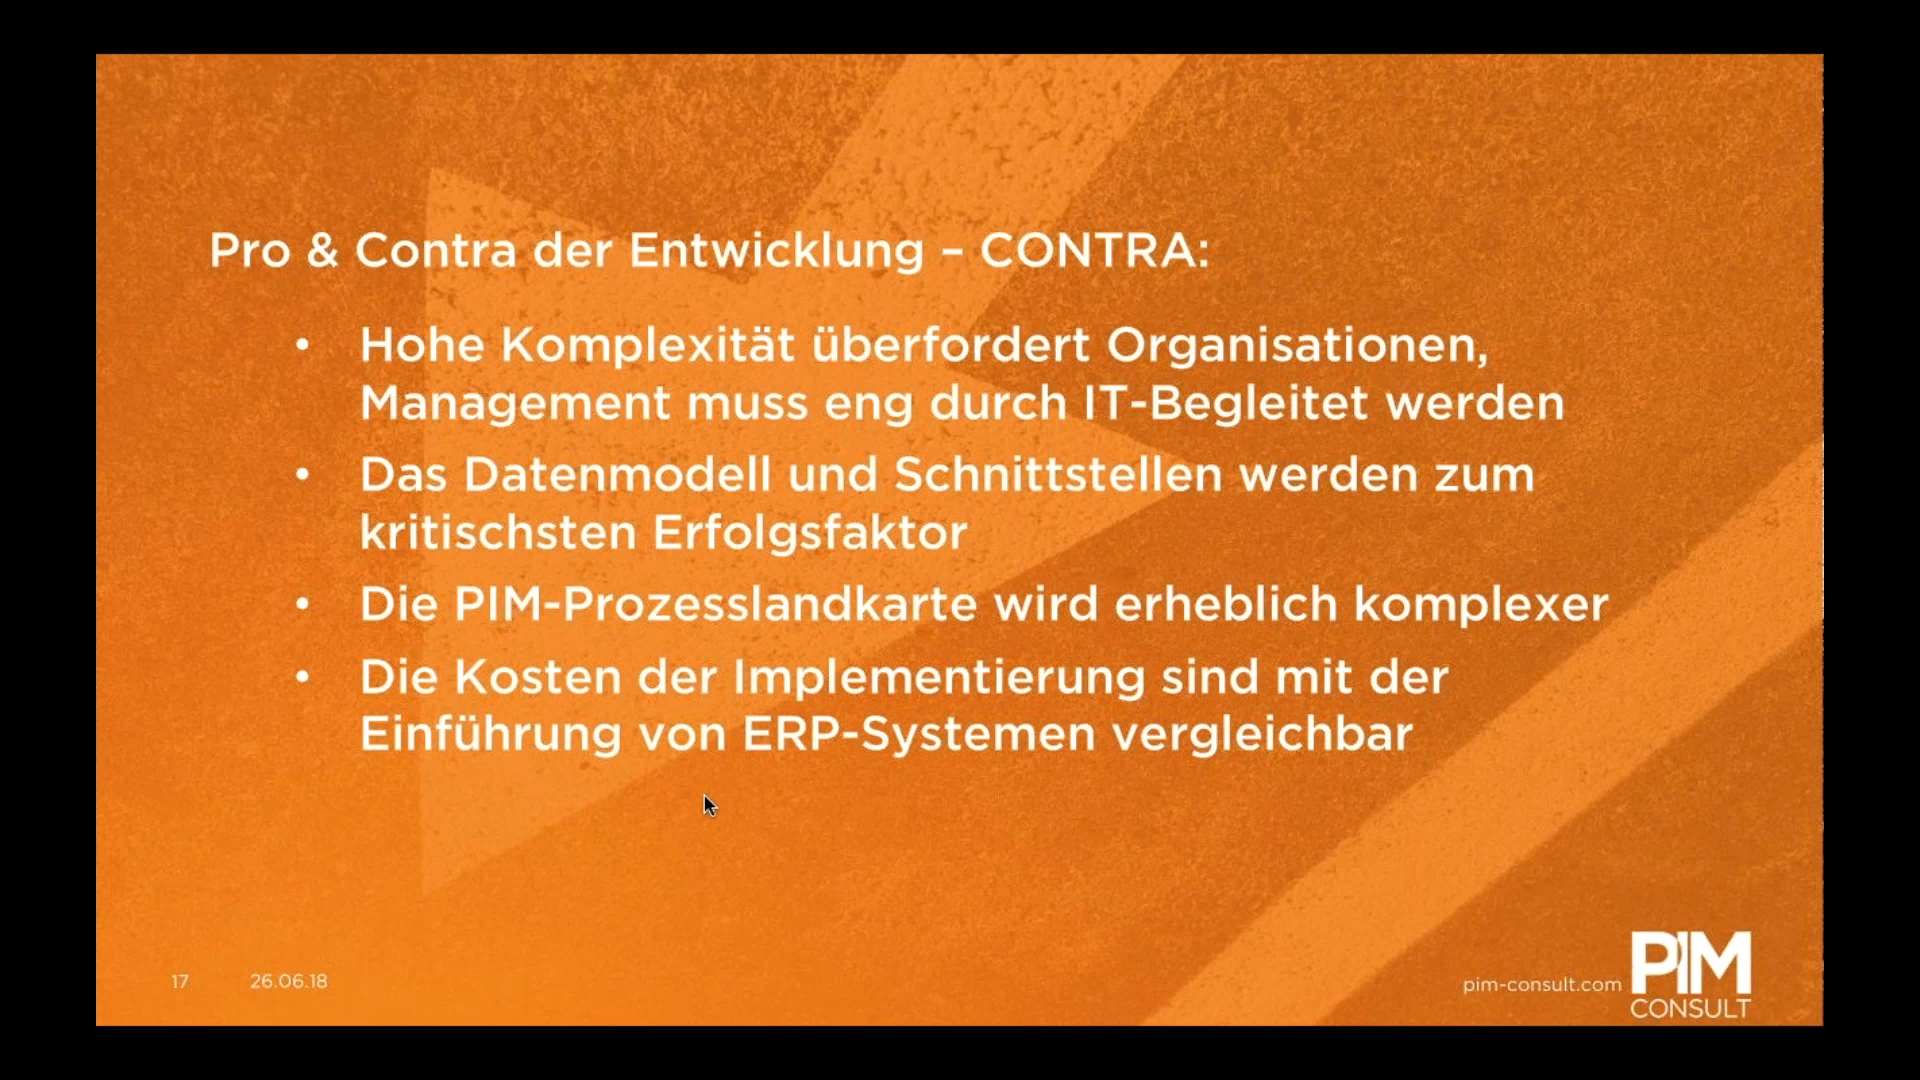 Pro & Contra der Entwicklung – CONTRA:
• Hohe Komplexität überfordert Organisationen,
Management muss eng durch IT-Begleitet werden
• Das Datenmodell und Schnittstellen werden zum
kritischsten Erfolgsfaktor
• Die PIM-Prozesslandkarte wird erheblich komplexer
• Die Kosten der Implementierung sind mit der
Einführung von ERP-Systemen vergleichbar
17 26.06.18
pim-consult.com
PIM
CONSULT